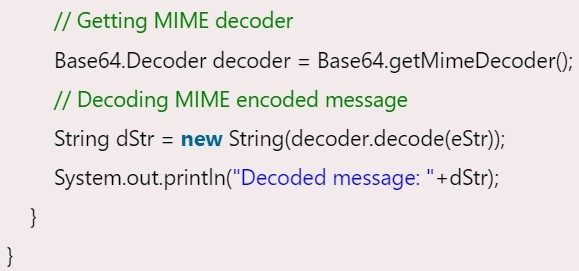 // Getting MIME decoder
Base64.Decoder decoder = Base64.getMimeDecoder();
// Decoding MIME encoded message
String dStr = new String(decoder.decode(eStr));
System.out.println("Decoded message: "+dStr);
}
}